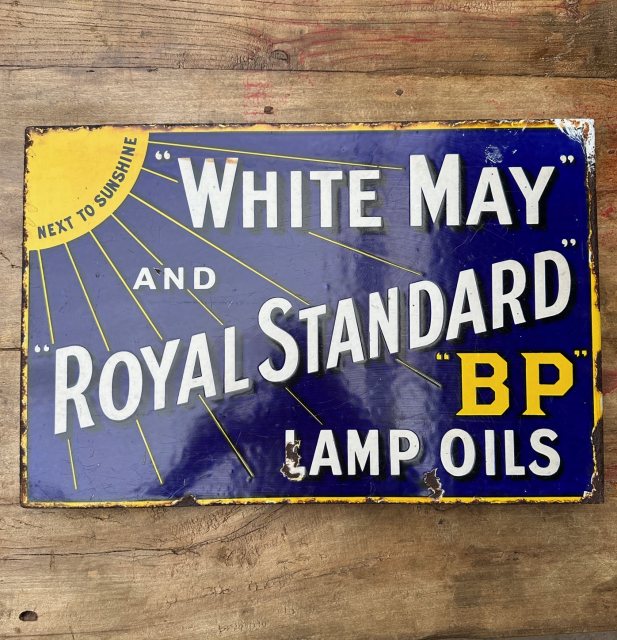 NEXT TO SUNSHINE
"WHITE MAY"
AND
"ROYAL STANDARD"
"BP"
LAMP OILS